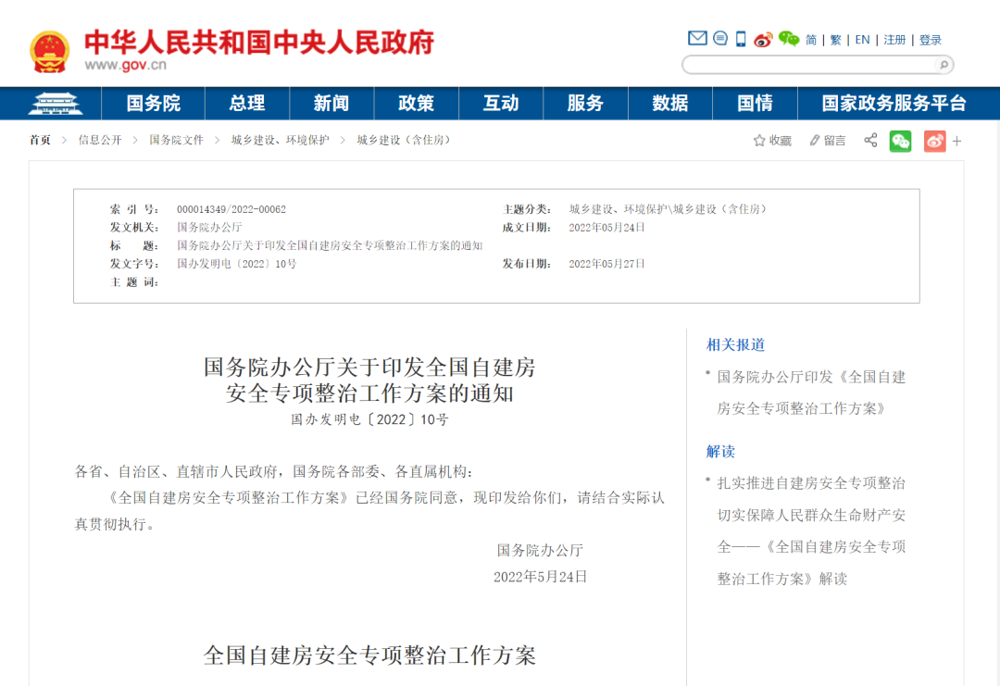 中华人民共和国中央人民政府
www.gov.cn
简 | 繁 | EN | 注册 | 登录
国务院 总理 新闻 政策 互动 服务 数据 国情 国家政务服务平台
首页 > 信息公开 > 国务院文件 > 城乡建设、环境保护 > 城乡建设（含住房）
收藏 留言
索 引 号： 000014349/2022-00062 主题分类： 城乡建设、环境保护\城乡建设（含住房）
发文机关： 国务院办公厅 成文日期： 2022年05月24日
标 题： 国务院办公厅关于印发全国自建房安全专项整治工作方案的通知
发文字号： 国办发明电〔2022〕10号 发布日期： 2022年05月27日
主 题 词：
国务院办公厅关于印发全国自建房
安全专项整治工作方案的通知
国办发明电〔2022〕10号
各省、自治区、直辖市人民政府，国务院各部委、各直属机构：
《全国自建房安全专项整治工作方案》已经国务院同意，现印发给你们，请结合实际认
真贯彻执行。
国务院办公厅
2022年5月24日
全国自建房安全专项整治工作方案
相关报道
国务院办公厅印发《全国自建
房安全专项整治工作方案》
解读
扎实推进自建房安全专项整治
切实保障人民群众生命财产安
全——《全国自建房安全专项
整治工作方案》解读